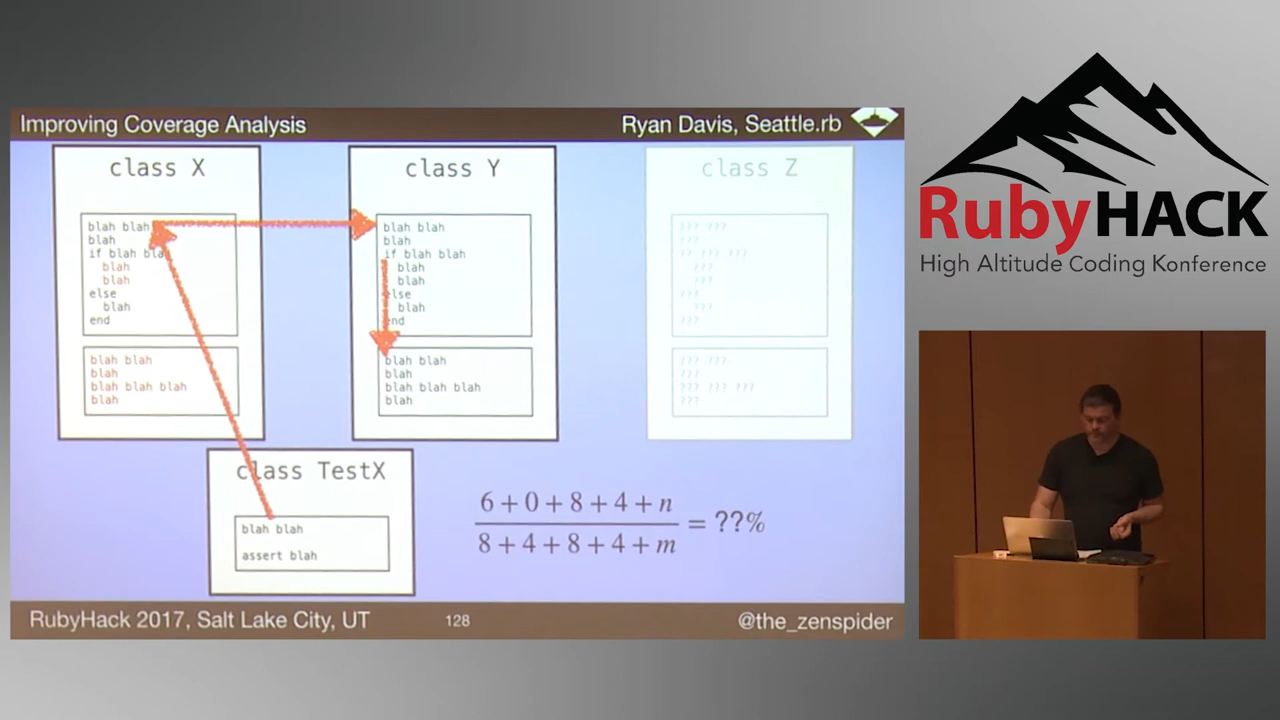 Improving Coverage Analysis
Ryan Davis, Seattle.rb
class X
blah blah
blah
if blah
blah
blah
else
blah
end
blah blah
blah
blah blah blah
blah
class Y
blah blah
blah
if blah blah
blah
blah
else
blah
end
blah blah
blah
blah blah blah
blah
class Z
??? ???
???
?? ??? ???
???
???
???
???
???
??? ???
???
??? ??? ???
???
class TestX
blah blah
assert blah
6+0+8+4+n
8+4+8+4+m
= ??%
RubyHack 2017, Salt Lake City, UT
128
@the_zenspider
RubyHACK
High Altitude Coding Konference